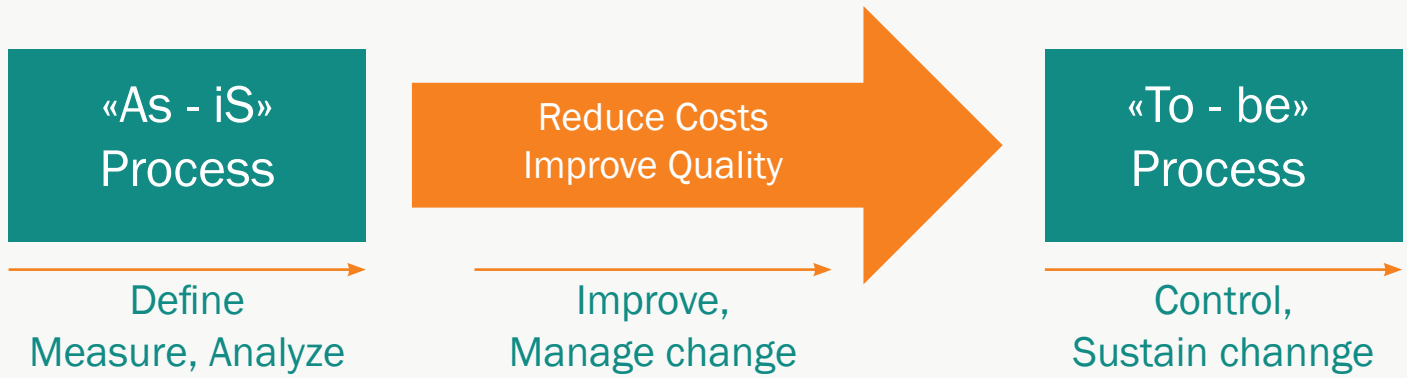 «As - iS»
Process
Reduce Costs
Improve Quality
«To - be»
Process
Define
Measure, Analyze
Improve,
Manage change
Control,
Sustain channge